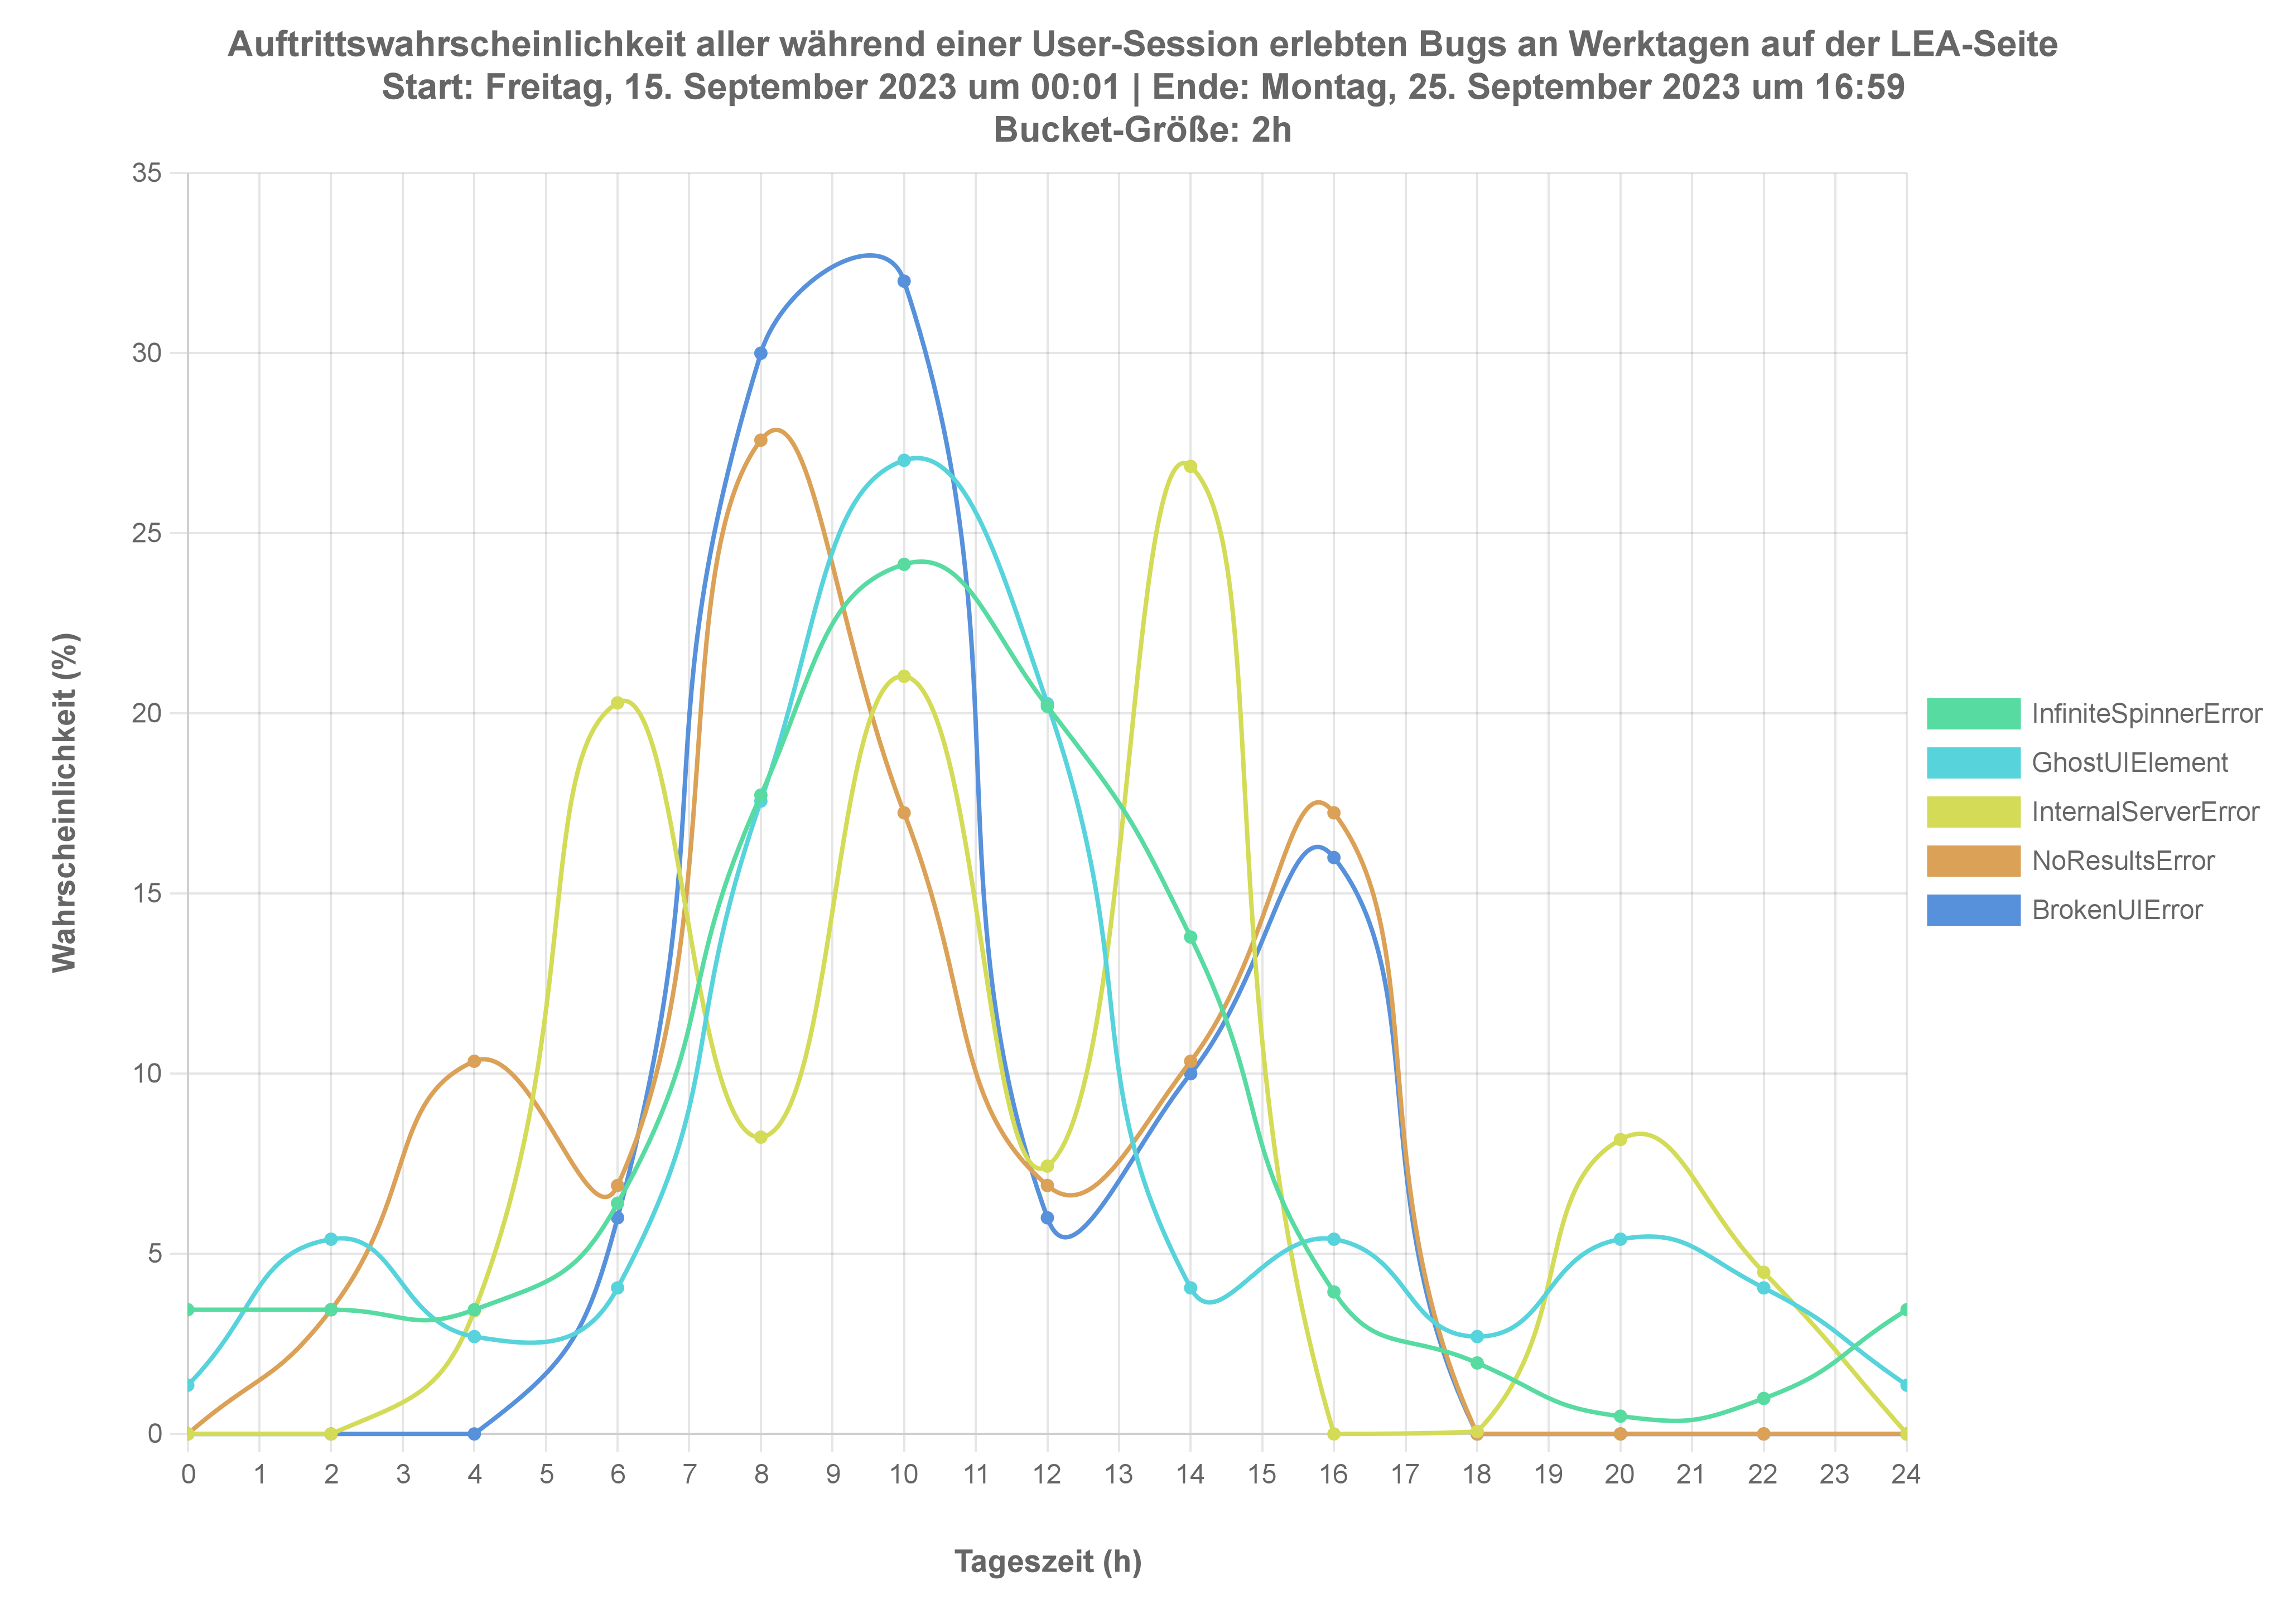 Auftrittswahrscheinlichkeit aller während einer User-Session erlebten Bugs an Werktagen auf der LEA-Seite
Start: Freitag, 15. September 2023 um 00:01 | Ende: Montag, 25. September 2023 um 16:59
Bucket-Größe: 2h
Wahrscheinlichkeit (%)
35
30
25
20
15
10
5
0
0 1 2 3 4 5 6 7 8 9 10 11 12 13 14 15 16 17 18 19 20 21 22 23 24
Tageszeit (h)
InfiniteSpinnerError
GhostUIElement
InternalServerError
NoResultsError
BrokenUIError